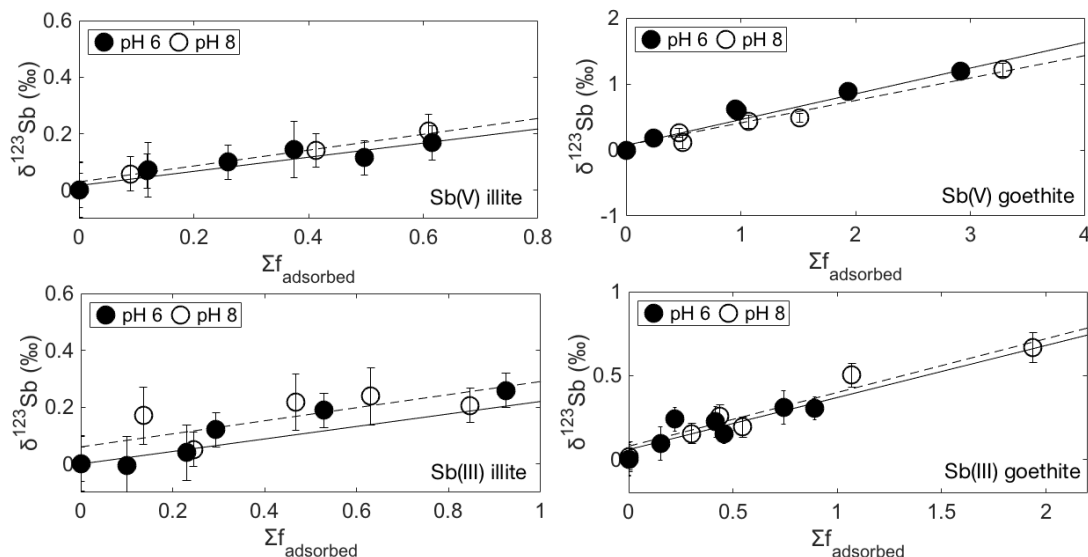 0.6
0.4
0.2
0
δ¹²³Sb (‰)
pH 6 pH 8
Sb(V) illite
0 0.2 0.4 0.6 0.8
Σf_adsorbed
2
1
0
-1
δ¹²³Sb (‰)
pH 6 pH 8
Sb(V) goethite
0 1 2 3 4
Σf_adsorbed
0.6
0.4
0.2
0
δ¹²³Sb (‰)
pH 6 pH 8
Sb(III) illite
0 0.2 0.4 0.6 0.8 1
Σf_adsorbed
1
0.5
0
δ¹²³Sb (‰)
pH 6 pH 8
Sb(III) goethite
0 0.5 1 1.5 2
Σf_adsorbed